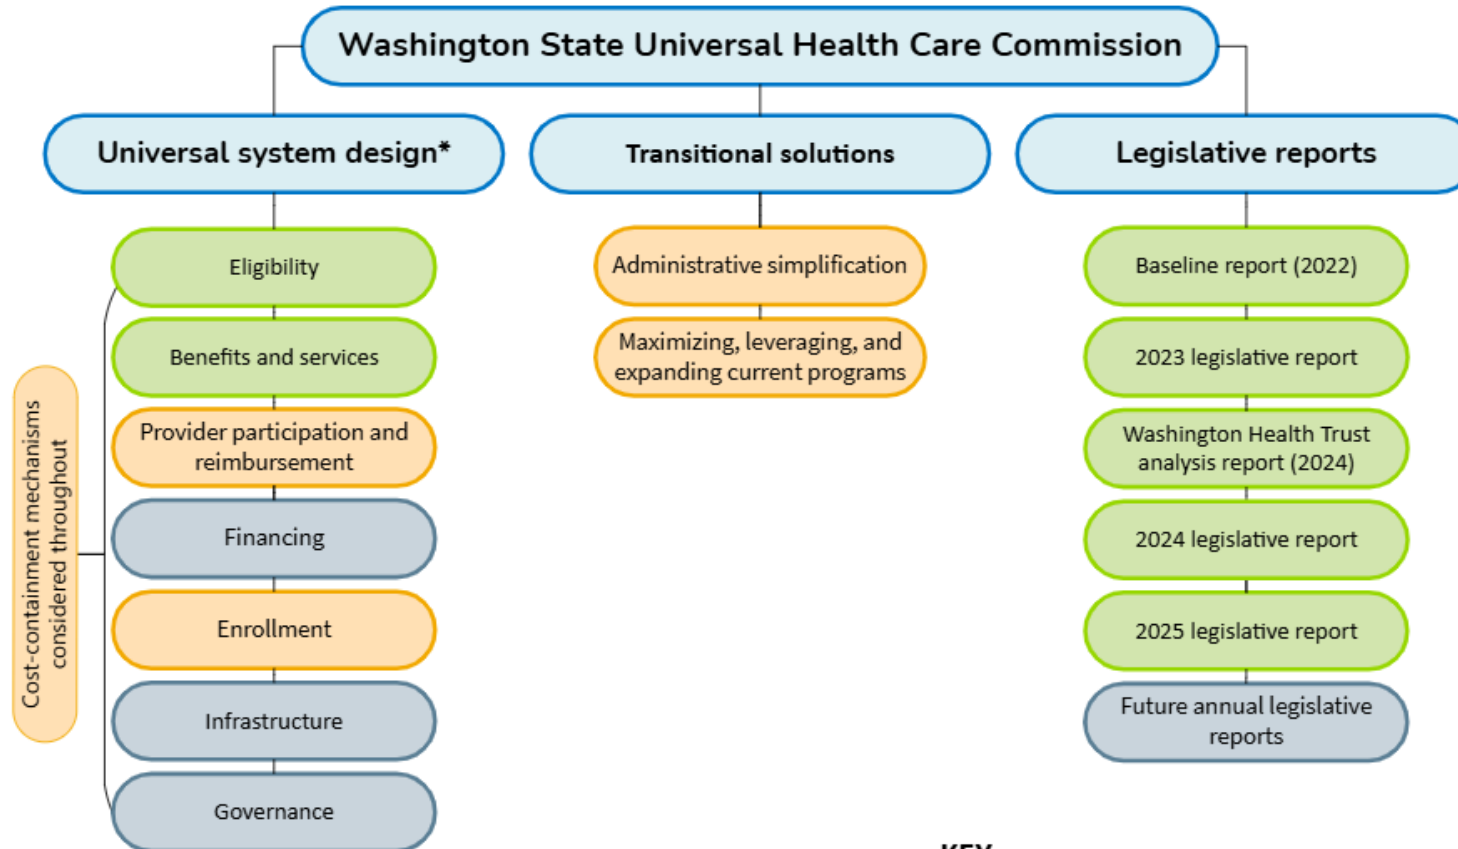 Washington State Universal Health Care Commission
Universal system design*
Transitional solutions
Legislative reports
Cost-containment mechanisms
considered throughout
Eligibility
Benefits and services
Provider participation and
reimbursement
Financing
Enrollment
Infrastructure
Governance
Administrative simplification
Maximizing, leveraging, and
expanding current programs
Baseline report (2022)
2023 legislative report
Washington Health Trust
analysis report (2024)
2024 legislative report
2025 legislative report
Future annual legislative
reports
KEY